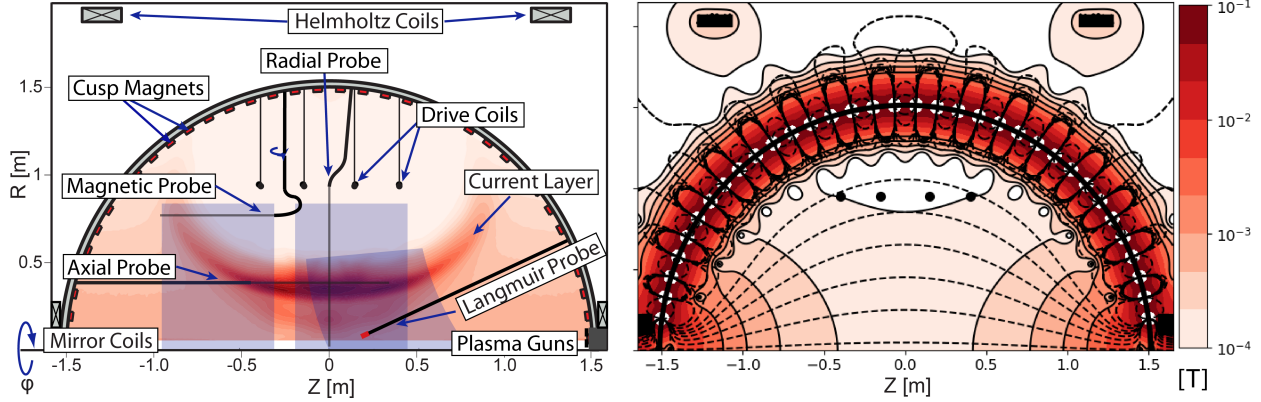 Helmholtz Coils
Radial Probe
Cusp Magnets
Drive Coils
Magnetic Probe
Current Layer
Axial Probe
Langmuir Probe
Mirror Coils
Plasma Guns
R [m]
1.5
1
0.5
φ
-1.5
-1.0
-0.5
0
0.5
1.0
1.5
Z [m]
−1.5
−1.0
−0.5
0.0
0.5
1.0
1.5
Z [m]
10⁻¹
10⁻²
10⁻³
10⁻⁴
[T]